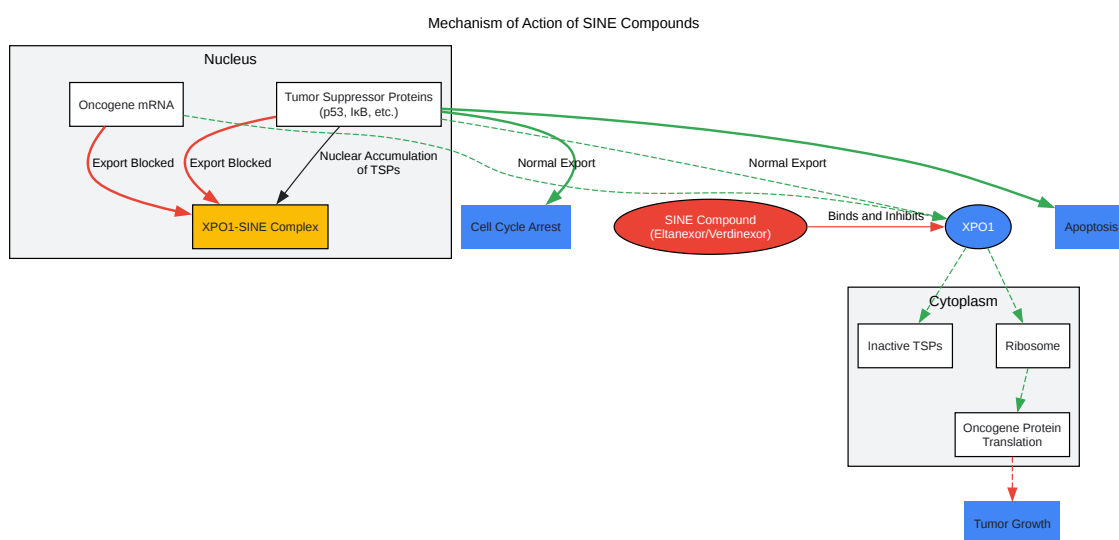 Mechanism of Action of SINE Compounds
Nucleus
Oncogene mRNA
Tumor Suppressor Proteins
(p53, IκB, etc.)
Export Blocked
Export Blocked
Nuclear Accumulation
of TSPs
Normal Export
Normal Export
XPO1-SINE Complex
Cell Cycle Arrest
SINE Compound
(Eltanexor/Verdinexor)
Binds and Inhibits
XPO1
Apoptosis
Cytoplasm
Inactive TSPs
Ribosome
Oncogene Protein
Translation
Tumor Growth